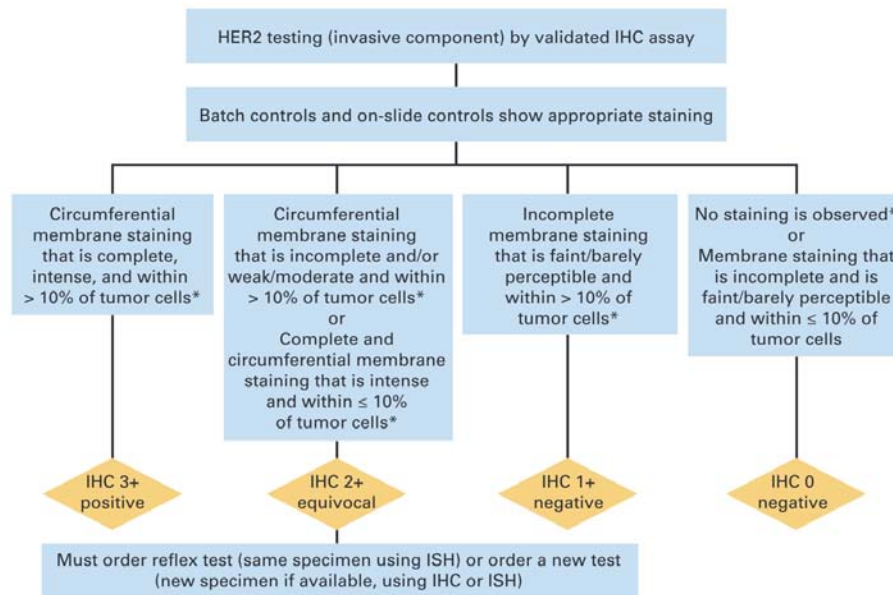 HER2 testing (invasive component) by validated IHC assay
Batch controls and on-slide controls show appropriate staining
Circumferential
membrane staining
that is complete,
intense, and within
> 10% of tumor cells*
Circumferential
membrane staining
that is incomplete and/or
weak/moderate and within
> 10% of tumor cells*
or
Complete and
circumferential membrane
staining that is intense
and within ≤ 10%
of tumor cells*
Incomplete
membrane staining
that is faint/barely
perceptible and
within > 10% of
tumor cells*
No staining is observed*
or
Membrane staining that
is incomplete and is
faint/barely perceptible
and within ≤ 10% of
tumor cells
IHC 3+
positive
IHC 2+
equivocal
IHC 1+
negative
IHC 0
negative
Must order reflex test (same specimen using ISH) or order a new test
(new specimen if available, using IHC or ISH)